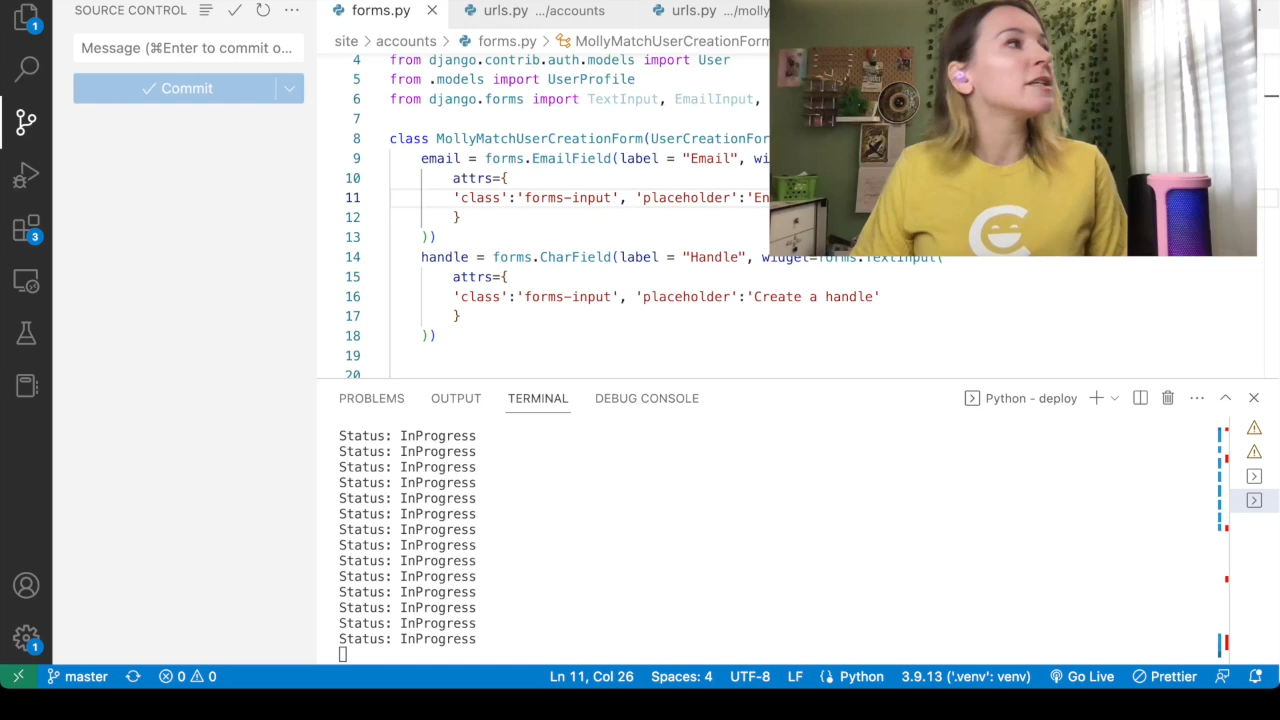 SOURCE CONTROL
1
Message (⌘Enter to commit o...
Commit
3
1
forms.py
urls.py .../accounts
urls.py .../molly
site > accounts > forms.py > MollyMatchUserCreationForm
4 from django.contrib.auth.models import User
5 from .models import UserProfile
6 from django.forms import TextInput, EmailInput,
7
8 class MollyMatchUserCreationForm(UserCreationFor
9 email = forms.EmailField(label = "Email", wi
10 attrs={
11 'class':'forms-input', 'placeholder':'En
12 }
13 ))
14 handle = forms.CharField(label = "Handle", widget=forms.TextInput(
15 attrs={
16 'class':'forms-input', 'placeholder':'Create a handle'
17 }
18 ))
19
20
PROBLEMS OUTPUT TERMINAL DEBUG CONSOLE
Python - deploy
Status: InProgress
Status: InProgress
Status: InProgress
Status: InProgress
Status: InProgress
Status: InProgress
Status: InProgress
Status: InProgress
Status: InProgress
Status: InProgress
Status: InProgress
Status: InProgress
Status: InProgress
Status: InProgress
master
0 0
Ln 11, Col 26
Spaces: 4
UTF-8
LF
Python
3.9.13 ('.venv': venv)
Go Live
Prettier